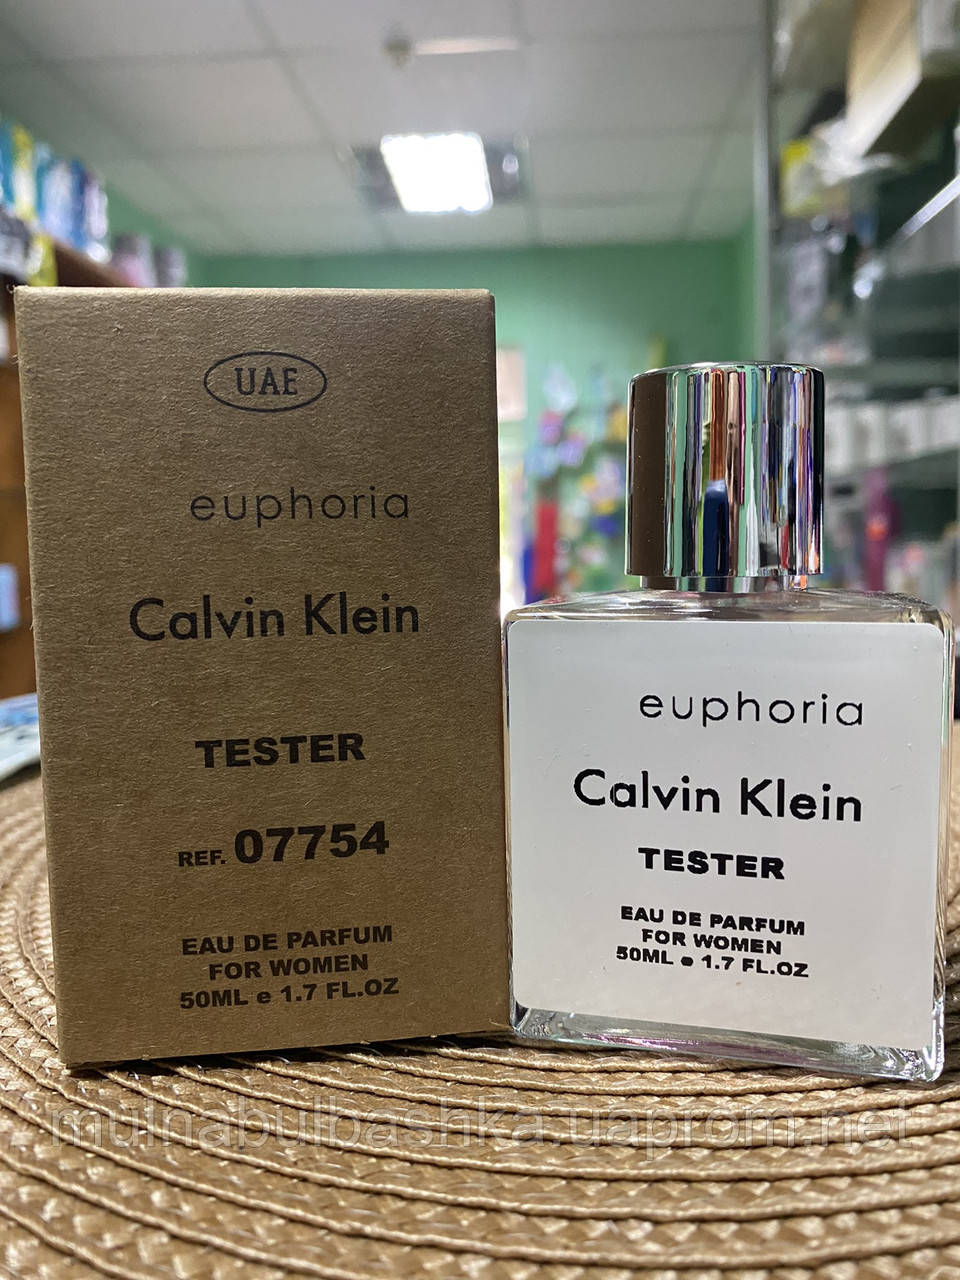 UAE
euphoria
Calvin Klein
TESTER
REF. 07754
EAU DE PARFUM
FOR WOMEN
50ML e 1.7 FL.OZ
euphoria
Calvin Klein
TESTER
EAU DE PARFUM
FOR WOMEN
50ML e 1.7 FL.OZ
mulnabulbashka.uaprom.net